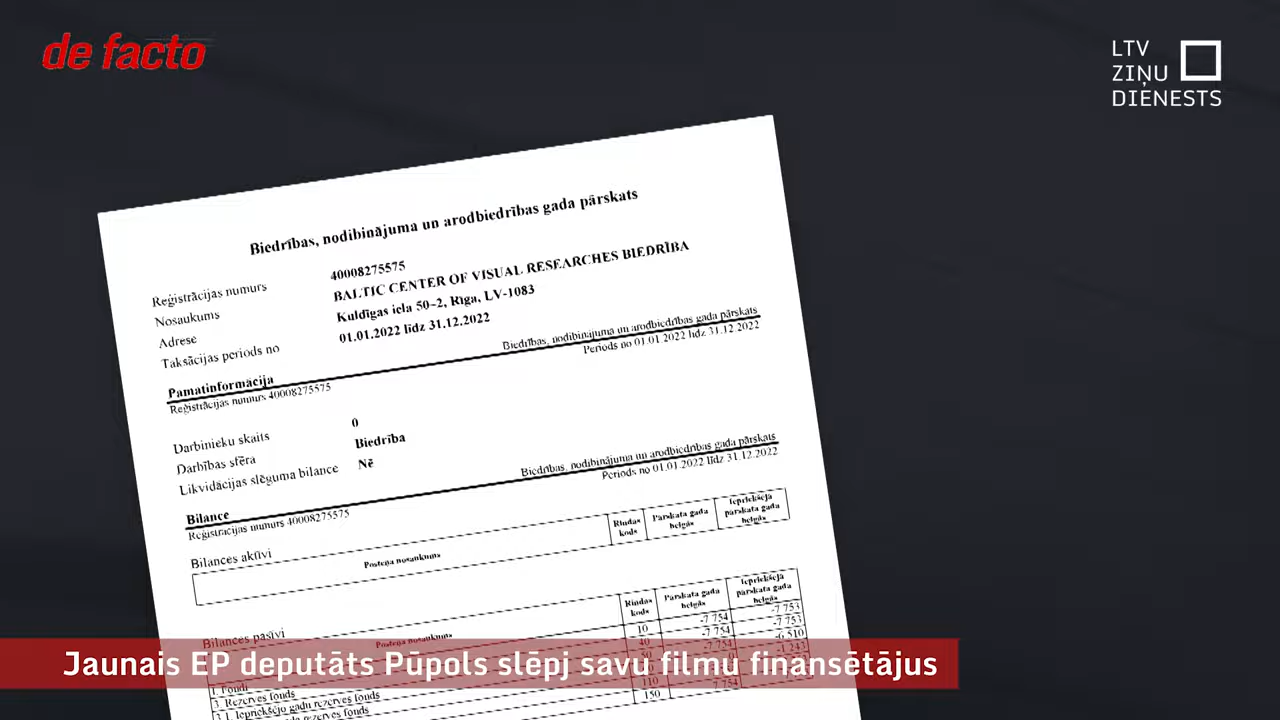 de facto
LTV
ZIŅU
DIENESTS
Biedrības, nodibinājuma un arodbiedrības gada pārskats
Reģistrācijas numurs 40008275575
Nosaukums BALTIC CENTER OF VISUAL RESEARCHES BIEDRĪBA
Adrese Kuldīgas iela 50-2, Rīga, LV-1083
Taksācijas periods no 01.01.2022 līdz 31.12.2022
Biedrības, nodibinājuma un arodbiedrības gada pārskats
Periods no 01.01.2022 līdz 31.12.2022
Pamatinformācija
Reģistrācijas numurs 40008275575
Darbinieku skaits 0
Darbības sfēra Biedrība
Likvidācijas slēguma bilance Nē
Biedrības, nodibinājuma un arodbiedrības gada pārskats
Periods no 01.01.2022 līdz 31.12.2022
Bilance
Reģistrācijas numurs 40008275575
Bilances aktīvi
Posteņa nosaukums Rindas kods Pārskata gada beigās Iepriekšējā pārskata gada beigās
Bilances pasīvi
Posteņa nosaukums Rindas kods Pārskata gada beigās Iepriekšējā pārskata gada beigās
10 -7 754 -7 753
40 -7 754 -7 753
50 -7 754 -6 510
Jaunais EP deputāts Pūpols slēpj savu filmu finansētājus
1. Fondi
3. Rezerves fonds
3.1. Iepriekšējo gadu rezerves fonds
110
150 7 754
rezerves fonds